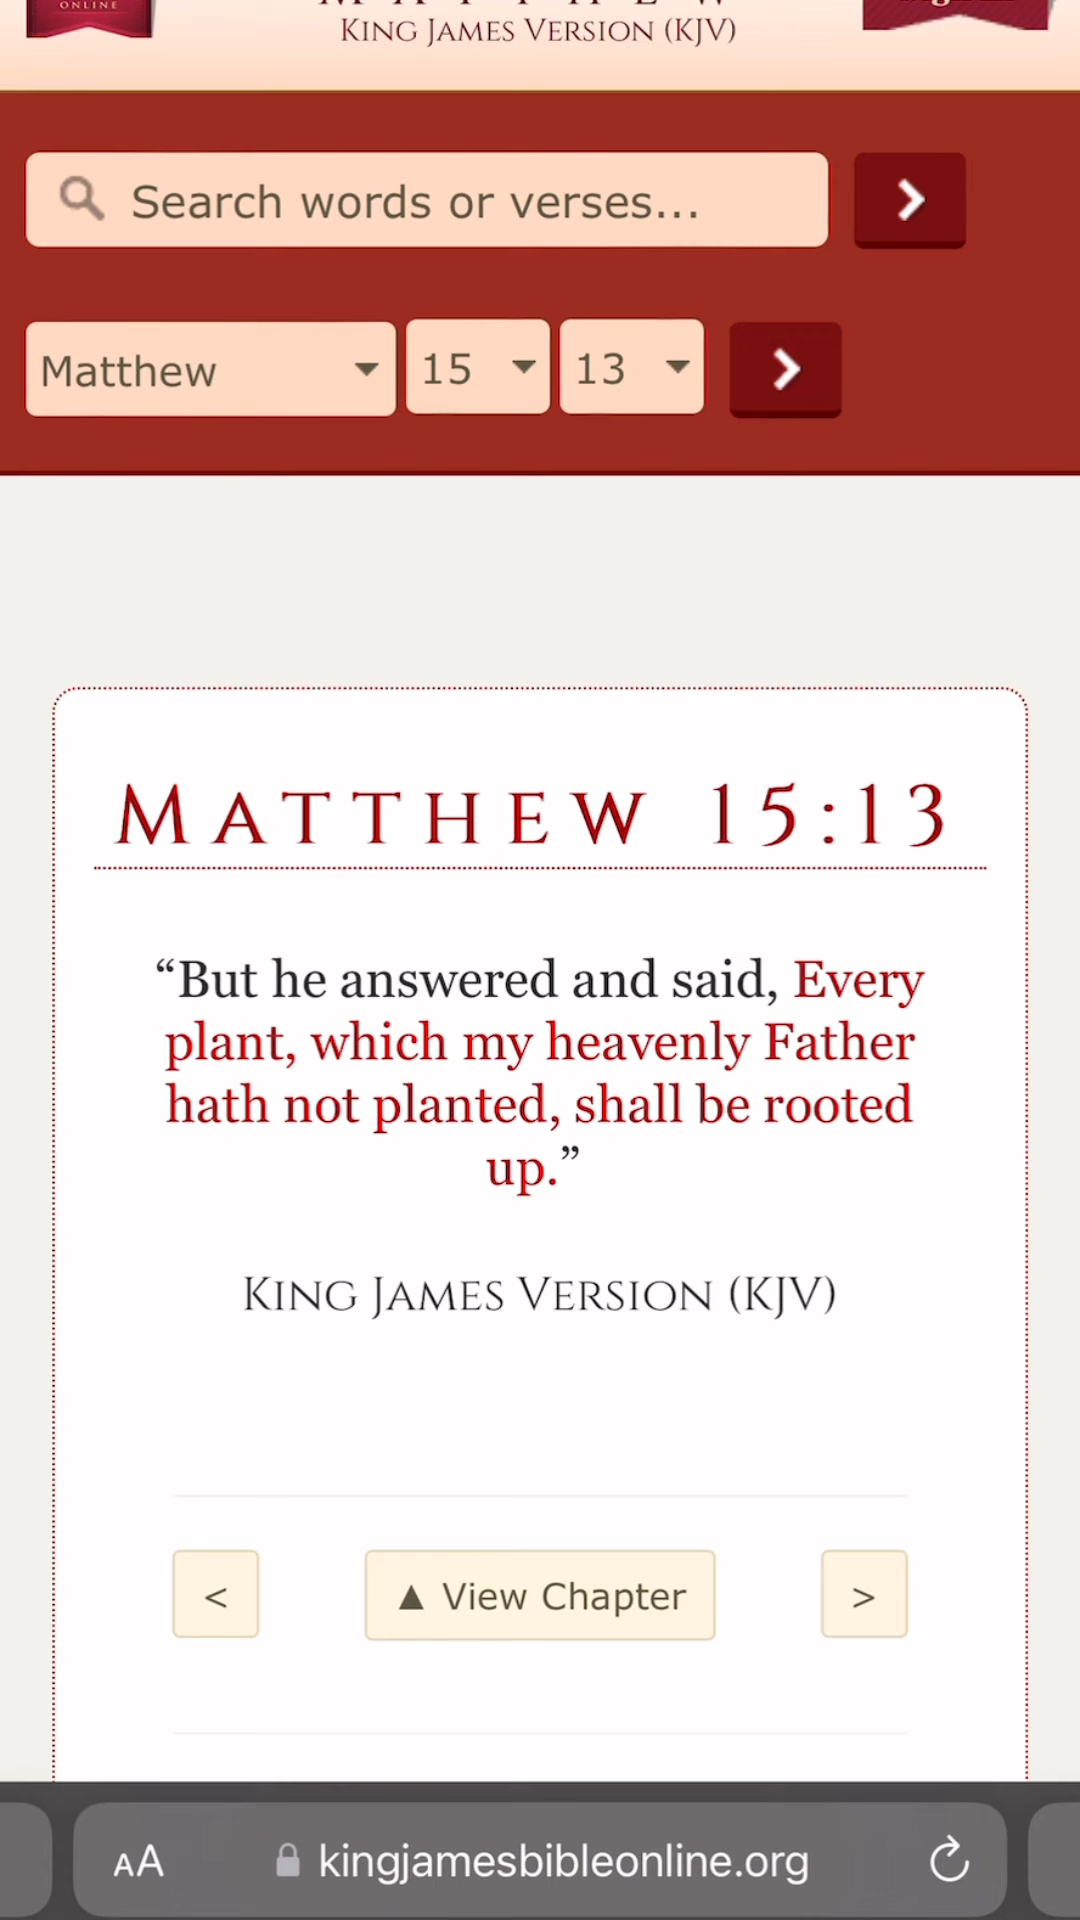 ONLINE
KING JAMES VERSION (KJV)
Search words or verses...
Matthew 15 13
MATTHEW 15:13
“But he answered and said, Every
plant, which my heavenly Father
hath not planted, shall be rooted
up.”
KING JAMES VERSION (KJV)
< ▲ View Chapter >
AA kingjamesbibleonline.org